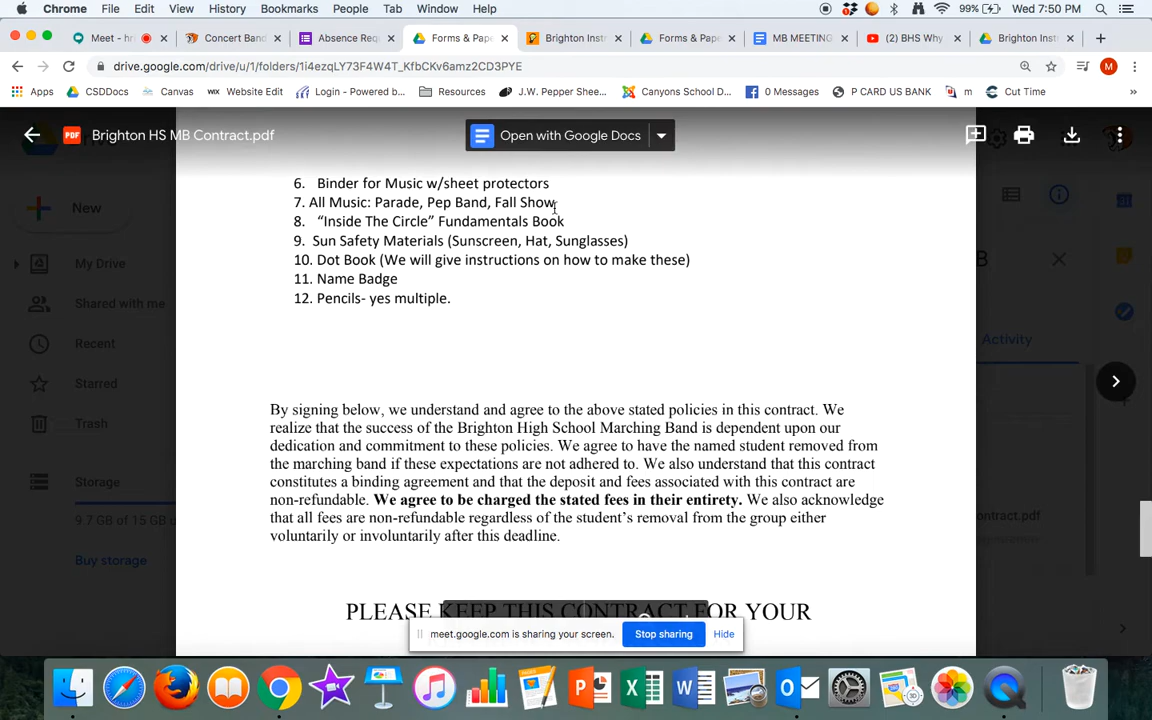 Chrome File Edit View History Bookmarks People Tab Window Help 99% Wed 7:50 PM
Meet - hr Concert Band Absence Req Forms & Pape Brighton Instr Forms & Pape MB MEETING (2) BHS Why Brighton Inst
drive.google.com/drive/u/1/folders/1i4ezqLY73F4W4T_KfbCKv6amz2CD3PYE M
Apps CSDDocs Canvas WiX Website Edit Login - Powered b... Resources J.W. Pepper Shee... Canyons School D... 0 Messages P CARD US BANK m Cut Time »
PDF Brighton HS MB Contract.pdf Open with Google Docs
6. Binder for Music w/sheet protectors
7. All Music: Parade, Pep Band, Fall Show
8. “Inside The Circle” Fundamentals Book
9. Sun Safety Materials (Sunscreen, Hat, Sunglasses)
10. Dot Book (We will give instructions on how to make these)
11. Name Badge
12. Pencils- yes multiple.
New
My Drive
Shared with me
Recent
Starred
Trash
Storage
9.7 GB of 15 G
Buy storage
B
Activity
ontract.pdf
By signing below, we understand and agree to the above stated policies in this contract. We
realize that the success of the Brighton High School Marching Band is dependent upon our
dedication and commitment to these policies. We agree to have the named student removed from
the marching band if these expectations are not adhered to. We also understand that this contract
constitutes a binding agreement and that the deposit and fees associated with this contract are
non-refundable. We agree to be charged the stated fees in their entirety. We also acknowledge
that all fees are non-refundable regardless of the student’s removal from the group either
voluntarily or involuntarily after this deadline.
PLEASE KEEP THIS CONTRACT FOR YOUR
meet.google.com is sharing your screen. Stop sharing Hide